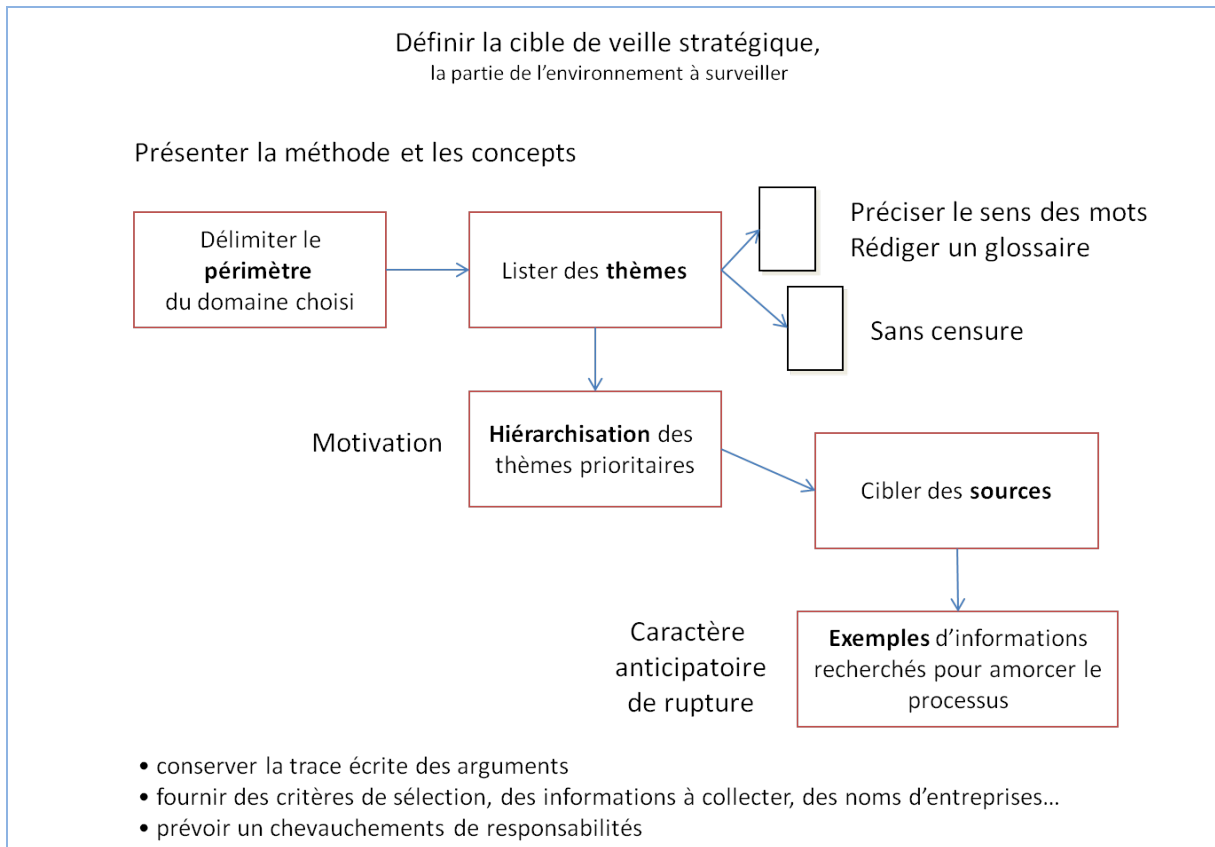 Définir la cible de veille stratégique,
la partie de l’environnement à surveiller
Présenter la méthode et les concepts
Délimiter le
périmètre
du domaine choisi
Lister des thèmes
Préciser le sens des mots
Rédiger un glossaire
Sans censure
Motivation
Hiérarchisation des
thèmes prioritaires
Cibler des sources
Caractère
anticipatoire
de rupture
Exemples d’informations
recherchés pour amorcer le
processus
• conserver la trace écrite des arguments
• fournir des critères de sélection, des informations à collecter, des noms d’entreprises…
• prévoir un chevauchements de responsabilités